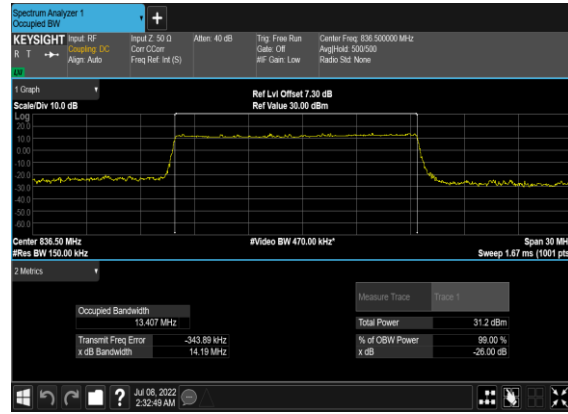 Spectrum Analyzer 1
Occupied BW
+
KEYSIGHT Input: RF Input Z: 50 Ω Atten: 40 dB Trig: Free Run Center Freq: 836.500000 MHz
R T Coupling: DC Corr CCorr Gate: Off Avg|Hold: 500/500
Align: Auto Freq Ref: Int (S) #IF Gain: Low Radio Std: None
LXI
1 Graph
Ref Lvl Offset 7.30 dB
Scale/Div 10.0 dB Ref Value 30.00 dBm
Log
20.0
10.0
0.00
-10.0
-20.0
-30.0
-40.0
-50.0
-60.0
Center 836.50 MHz #Video BW 470.00 kHz* Span 30 MH
#Res BW 150.00 kHz Sweep 1.67 ms (1001 pts
2 Metrics
Measure Trace Trace 1
Occupied Bandwidth
13.407 MHz Total Power 31.2 dBm
Transmit Freq Error -343.89 kHz % of OBW Power 99.00 %
x dB Bandwidth 14.19 MHz x dB -26.00 dB
? Jul 08, 2022
2:32:49 AM